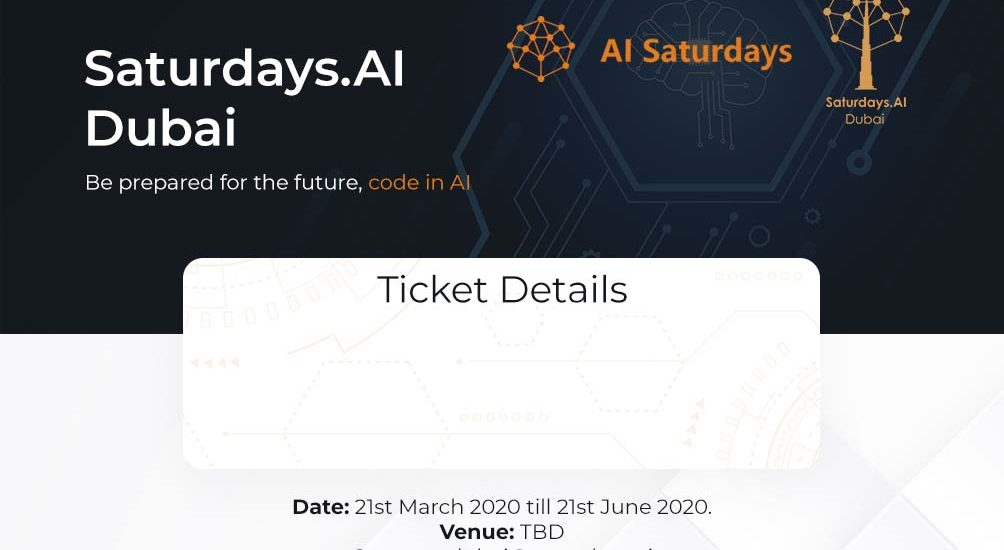 Saturdays.AI
Dubai
Be prepared for the future, code in AI
AI Saturdays
Saturdays.AI
Dubai
Ticket Details
Date: 21st March 2020 till 21st June 2020.
Venue: TBD